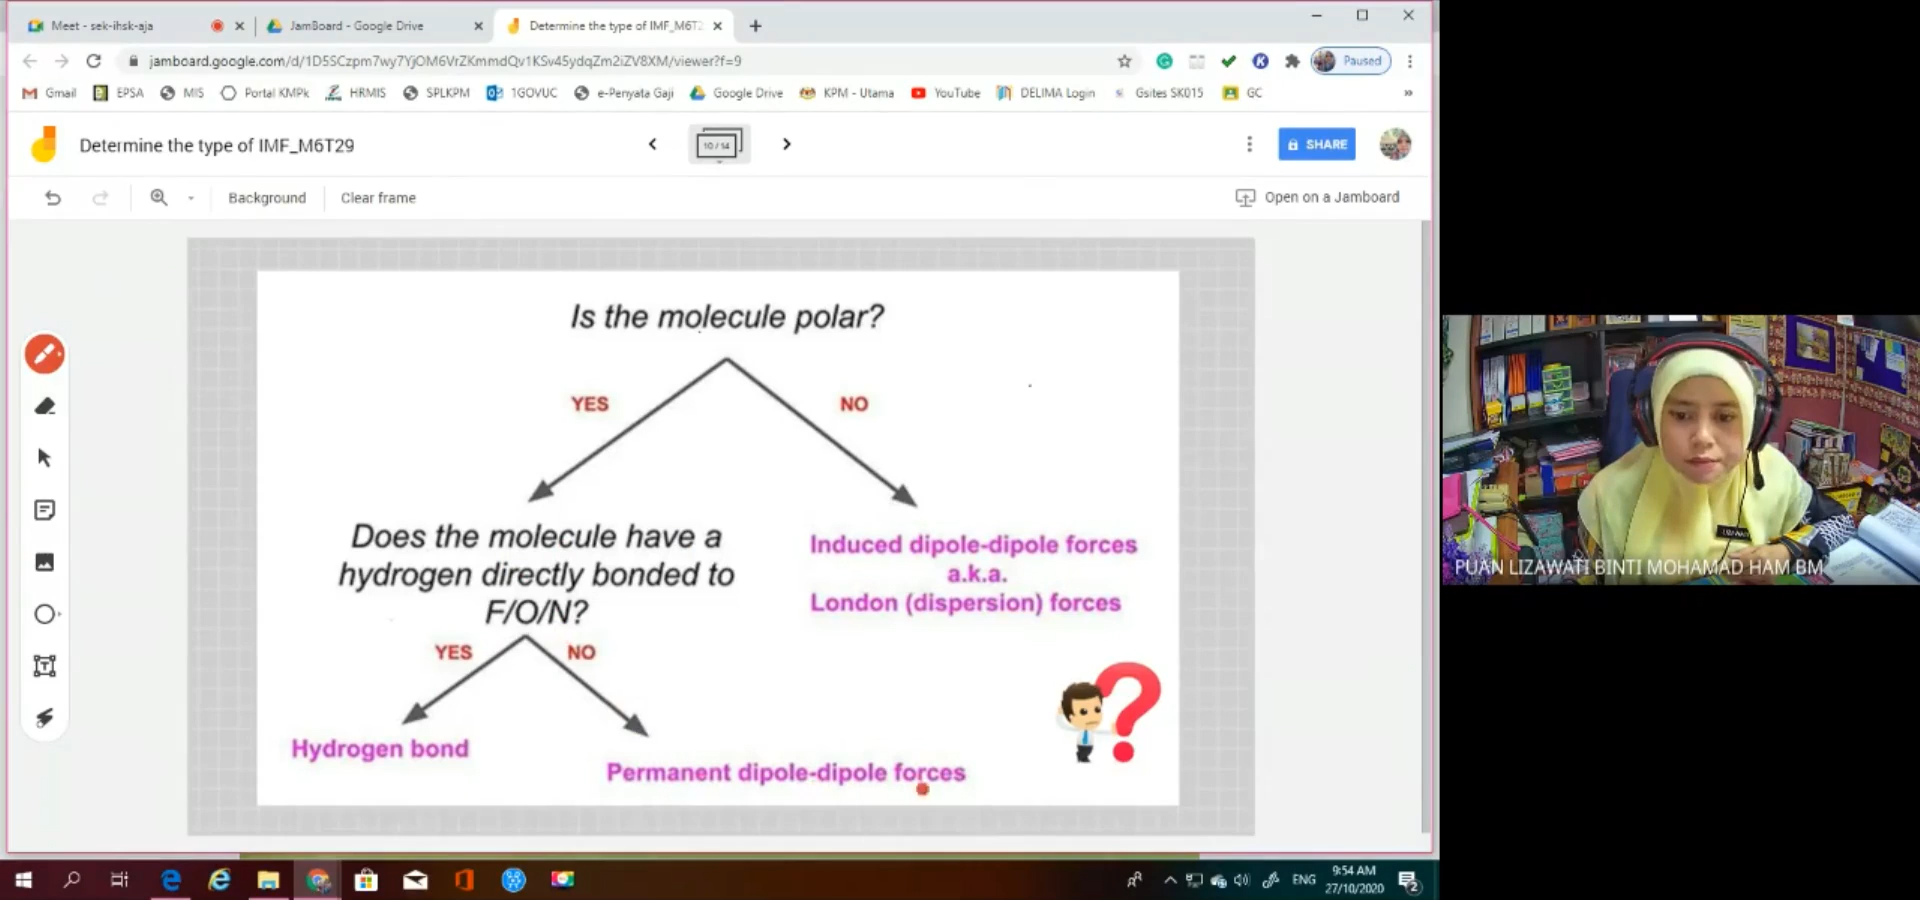 Meet - sek-ihsk-aja
JamBoard - Google Drive
Determine the type of IMF_M6T2
jamboard.google.com/d/1D5SCzpm7wy7YjOM6VrZKmmdQv1KSv45ydqZm2iZV8XM/viewer?f=9
Paused
Gmail EPSA MIS Portal KMPk HRMIS SPLKPM 1GOVUC e-Penyata Gaji Google Drive KPM - Utama YouTube DELIMA Login Gsites SK015 GC
Determine the type of IMF_M6T29
10 / 14
SHARE
Background
Clear frame
Open on a Jamboard
Is the molecule polar?
YES
NO
Does the molecule have a
hydrogen directly bonded to
F/O/N?
Induced dipole-dipole forces
a.k.a.
London (dispersion) forces
YES
NO
Hydrogen bond
Permanent dipole-dipole forces
PUAN LIZAWATI BINTI MOHAMAD HAM BM
ENG
9:54 AM
27/10/2020
2